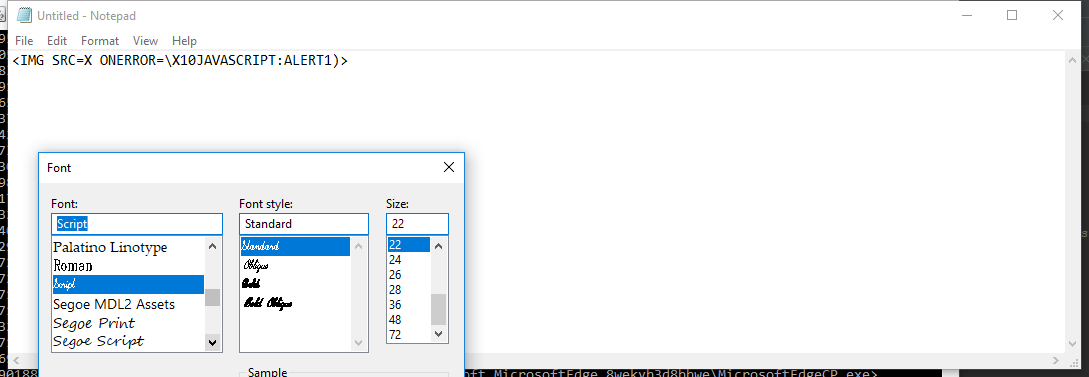 Untitled - Notepad
File Edit Format View Help
<IMG SRC=X ONERROR=\X10JAVASCRIPT:ALERT1)>
Font
Font: Font style: Size:
Script Standard 22
Palatino Linotype Standard 22
Roman Oblique 24
Script Bold 26
Segoe MDL2 Assets Bold Oblique 28
Segoe Print 36
Segoe Script 48
72
Sample
90188 soft.MicrosoftEdge_8wekyb3d8bbwe\MicrosoftEdgeCP.exe>